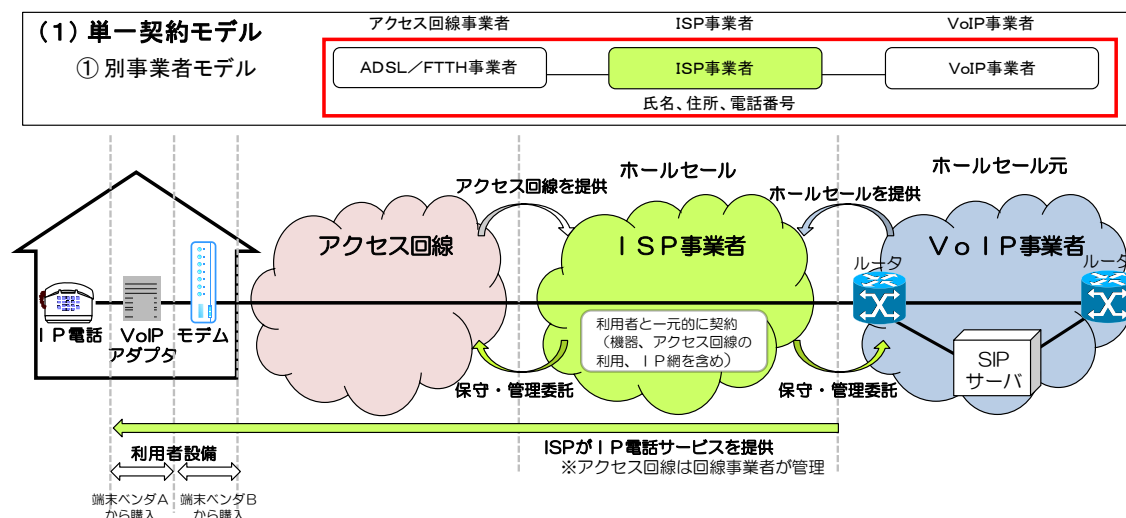 (1) 単一契約モデル
① 別事業者モデル
アクセス回線事業者
ISP事業者
VoIP事業者
ADSL／FTTH事業者
ISP事業者
VoIP事業者
氏名、住所、電話番号
ホールセール
ホールセール元
アクセス回線を提供
ホールセールを提供
アクセス回線
ＩＳＰ事業者
ＶｏＩＰ事業者
ルータ
ルータ
ＩＰ電話
VoIP
アダプタ
モデム
利用者と一元的に契約
（機器、アクセス回線の
利用、ＩＰ網を含め）
SIP
サーバ
保守・管理委託
保守・管理委託
ISPがＩＰ電話サービスを提供
※アクセス回線は回線事業者が管理
利用者設備
端末ベンダA
から購入
端末ベンダB
から購入